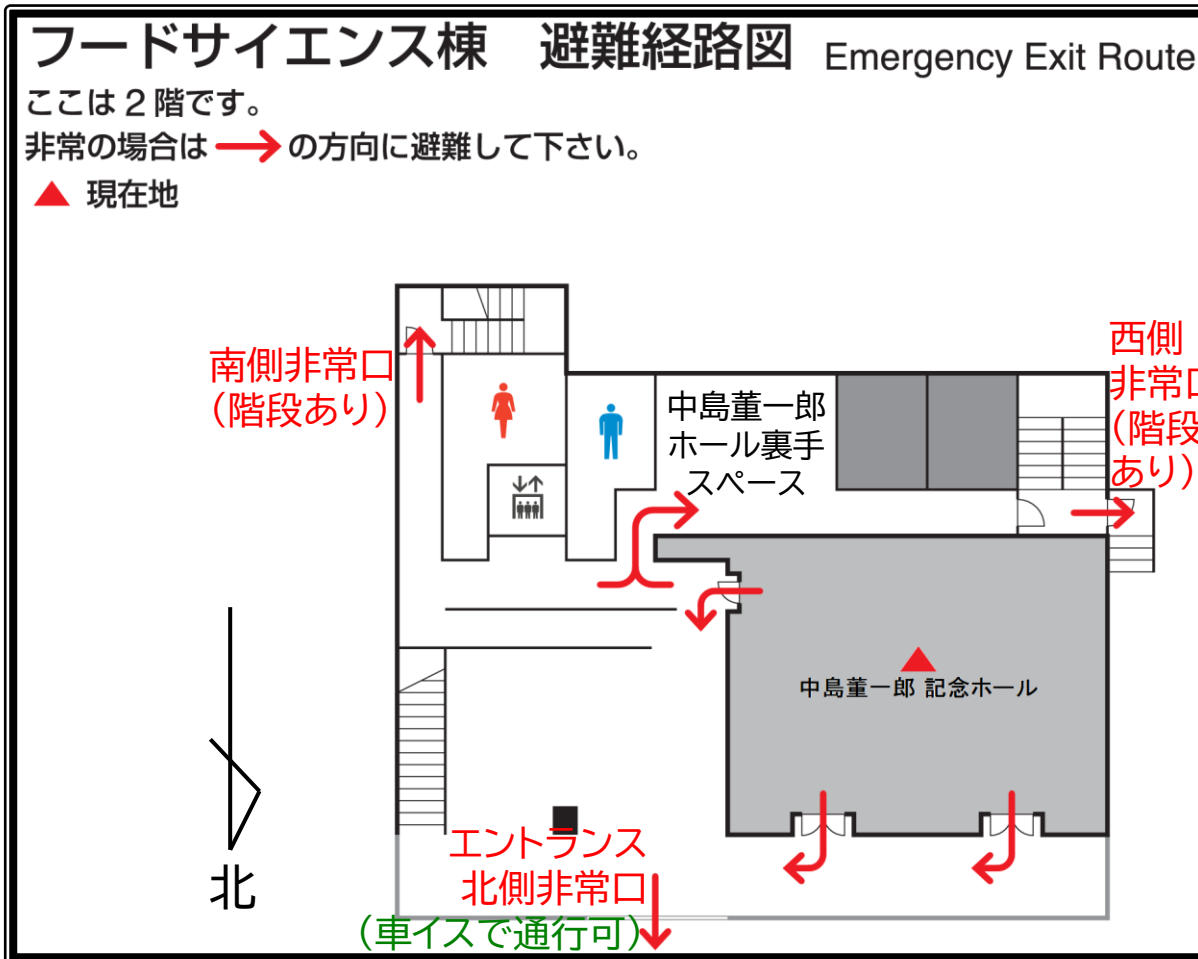 フードサイエンス棟　避難経路図 Emergency Exit Route
ここは 2 階です。
非常の場合は → の方向に避難して下さい。
▲ 現在地
南側非常口
（階段あり）
中島董一郎
ホール裏手
スペース
西側
非常口
（階段
あり）
中島董一郎 記念ホール
北
エントランス
北側非常口
（車イスで通行可）